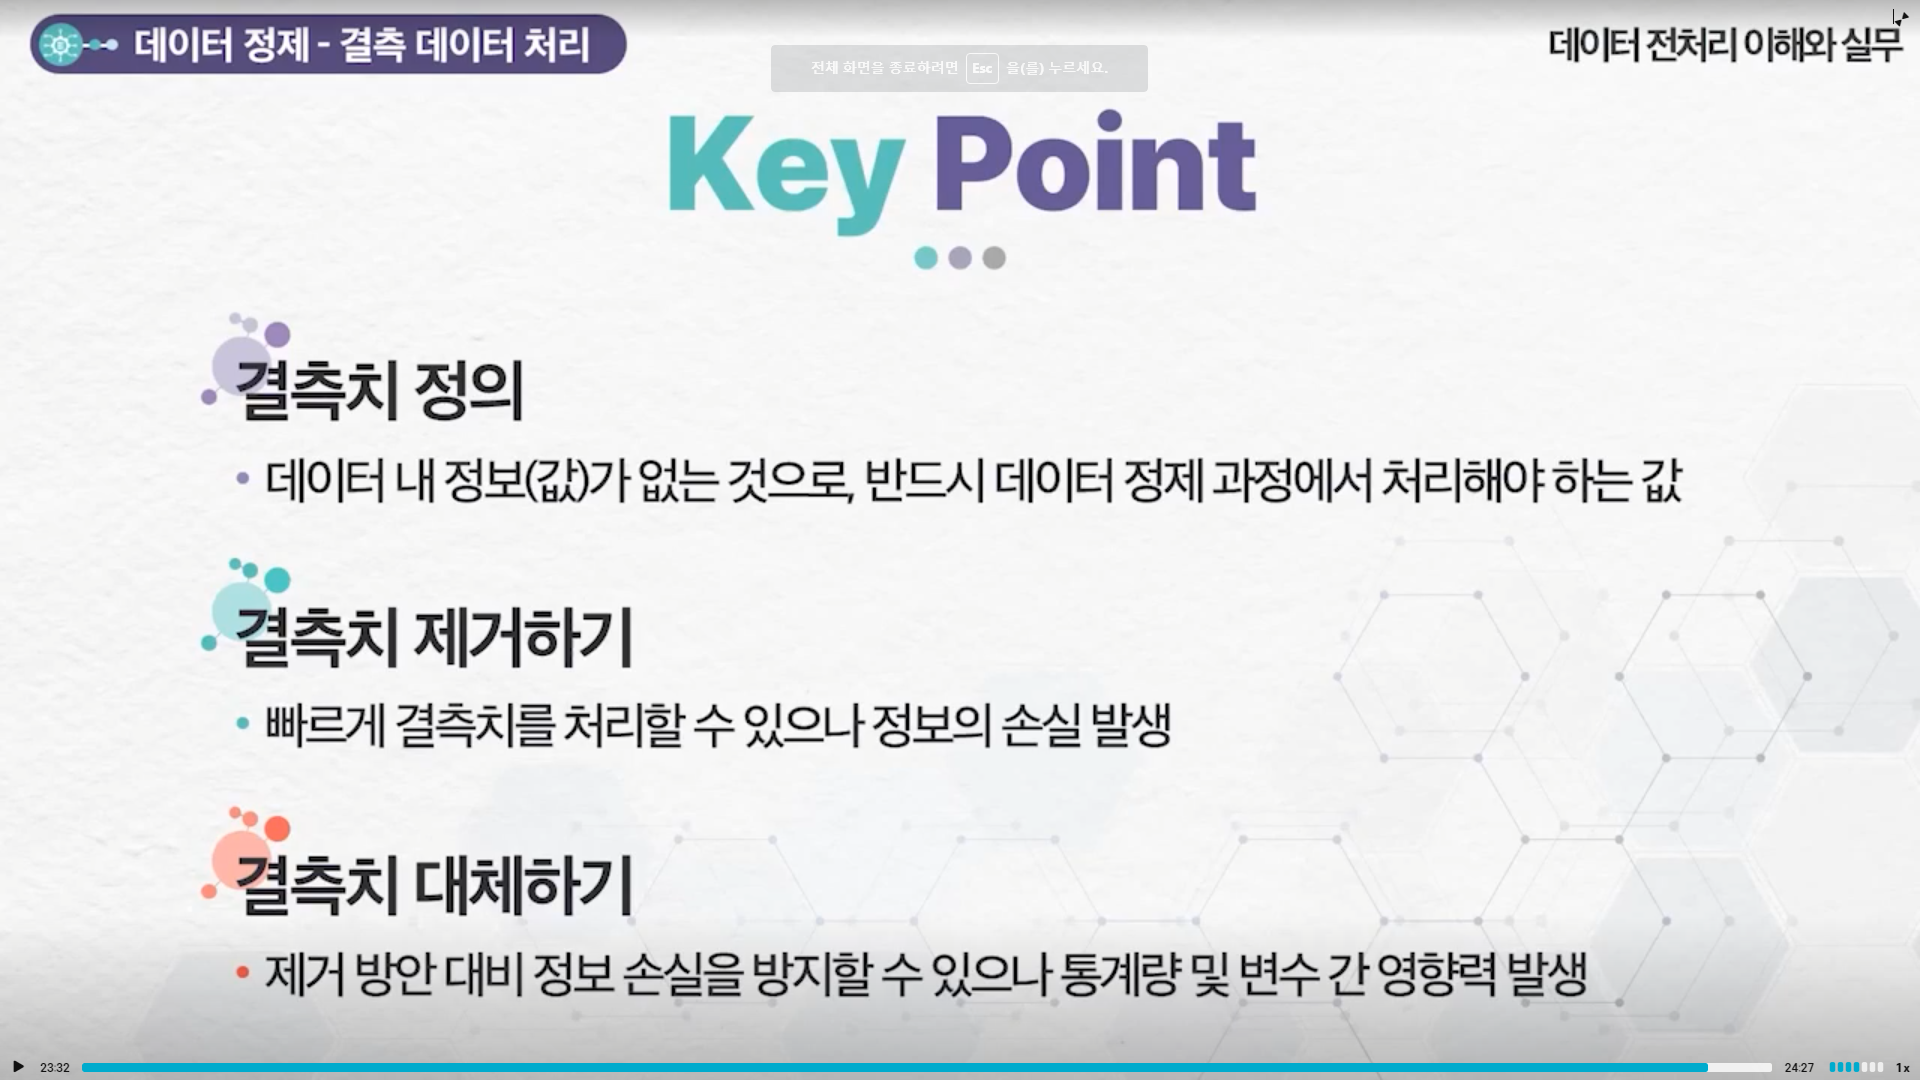 데이터 정제 - 결측 데이터 처리
데이터 전처리 이해와 실무
전체 화면을 종료하려면 Esc 을(를) 누르세요.
Key Point
결측치 정의
• 데이터 내 정보(값)가 없는 것으로, 반드시 데이터 정제 과정에서 처리해야 하는 값
결측치 제거하기
• 빠르게 결측치를 처리할 수 있으나 정보의 손실 발생
결측치 대체하기
• 제거 방안 대비 정보 손실을 방지할 수 있으나 통계량 및 변수 간 영향력 발생
23:32
24:27
1x